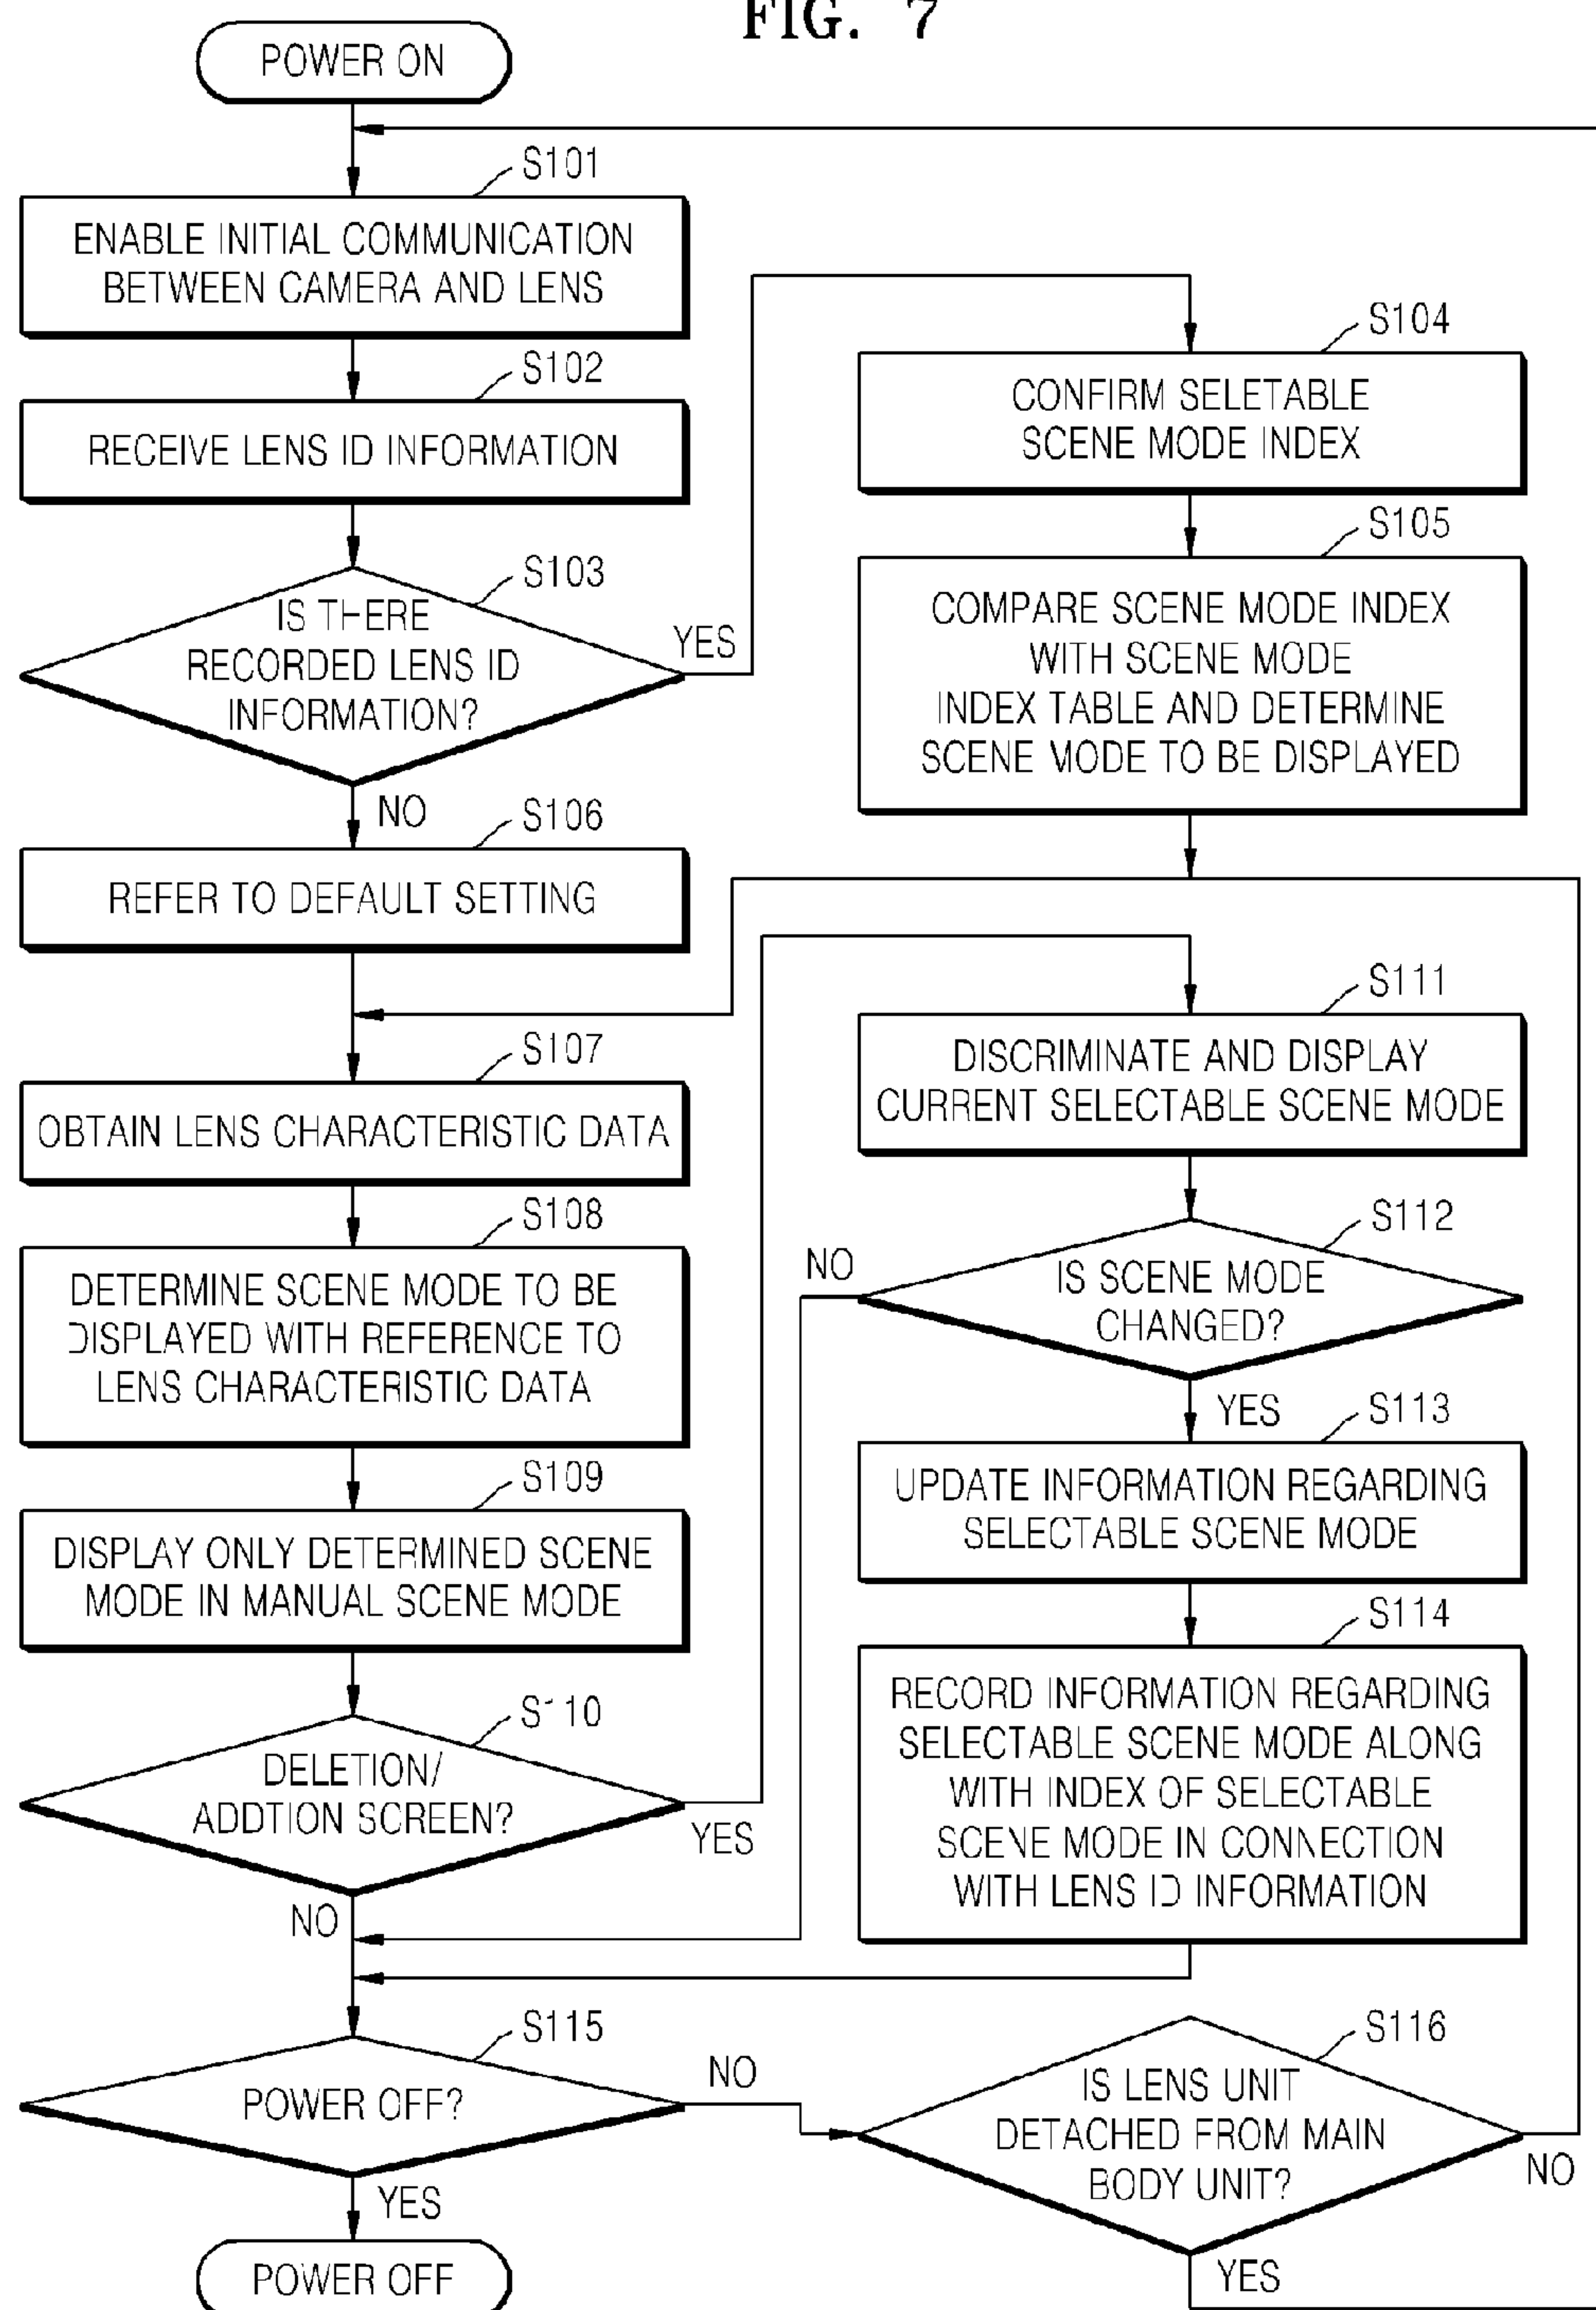 FIG. 7
POWER ON
S101
ENABLE INITIAL COMMUNICATION
BETWEEN CAMERA AND LENS
S102
RECEIVE LENS ID INFORMATION
S103
IS THERE
RECORDED LENS ID
INFORMATION?
YES
NO
S104
CONFIRM SELETABLE
SCENE MODE INDEX
S105
COMPARE SCENE MODE INDEX
WITH SCENE MODE
INDEX TABLE AND DETERMINE
SCENE MODE TO BE DISPLAYED
S106
REFER TO DEFAULT SETTING
S107
OBTAIN LENS CHARACTERISTIC DATA
S108
DETERMINE SCENE MODE TO BE
DISPLAYED WITH REFERENCE TO
LENS CHARACTERISTIC DATA
S109
DISPLAY ONLY DETERMINED SCENE
MODE IN MANUAL SCENE MODE
S110
DELETION/
ADDTION SCREEN?
YES
NO
S111
DISCRIMINATE AND DISPLAY
CURRENT SELECTABLE SCENE MODE
S112
NO
IS SCENE MODE
CHANGED?
YES
S113
UPDATE INFORMATION REGARDING
SELECTABLE SCENE MODE
S114
RECORD INFORMATION REGARDING
SELECTABLE SCENE MODE ALONG
WITH INDEX OF SELECTABLE
SCENE MODE IN CONNECTION
WITH LENS ID INFORMATION
S115
POWER OFF?
NO
YES
POWER OFF
S116
IS LENS UNIT
DETACHED FROM MAIN
BODY UNIT?
NO
YES